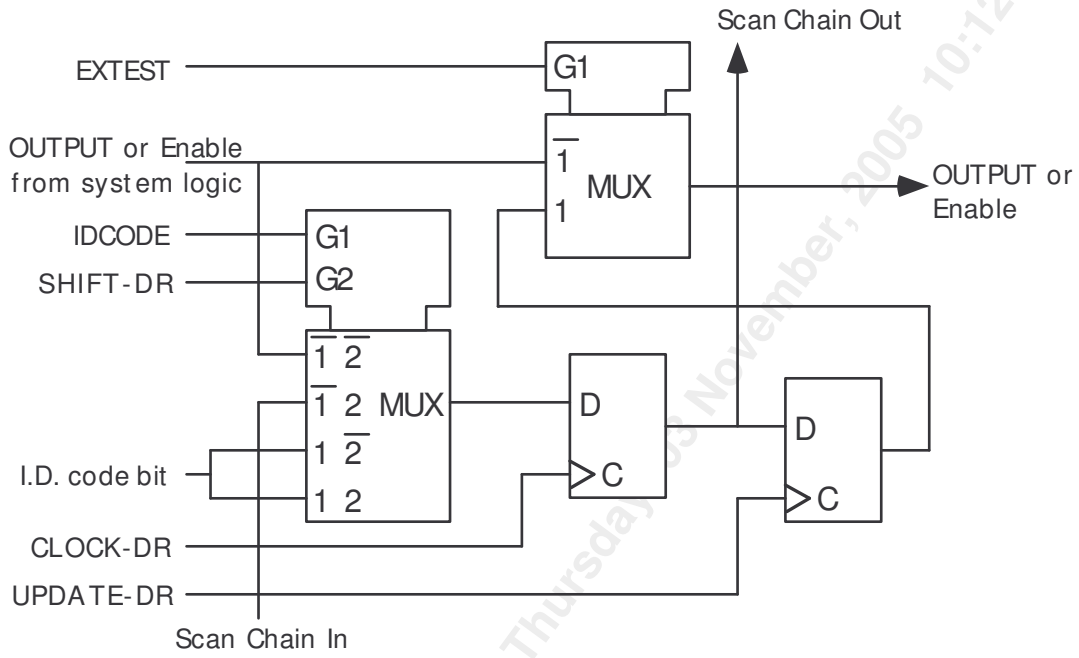 Scan Chain Out
EXTEST
G1
OUTPUT or Enable
from system logic
1
MUX
1
OUTPUT or
Enable
IDCODE
G1
SHIFT-DR
G2
1 2
1 2 MUX
1 2
1 2
D
C
D
C
I.D. code bit
CLOCK-DR
UPDATE-DR
Scan Chain In
Thursday, 03 November, 2005 10:12